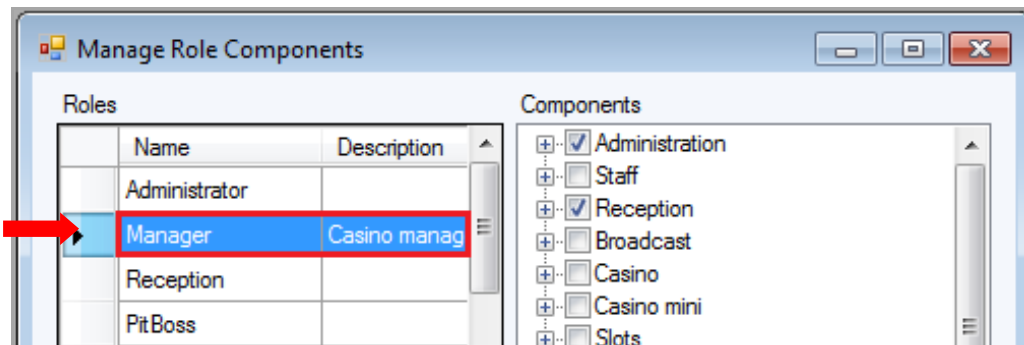 Manage Role Components
Roles
Name Description
Administrator
Manager Casino manag
Reception
PitBoss
Components
Administration
Staff
Reception
Broadcast
Casino
Casino mini
Slots